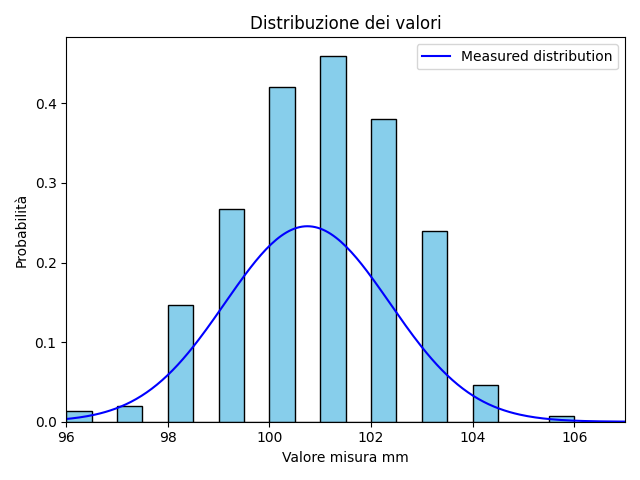 Distribuzione dei valori
Measured distribution
0.4
0.3
0.2
0.1
0.0
Probabilità
96 98 100 102 104 106
Valore misura mm